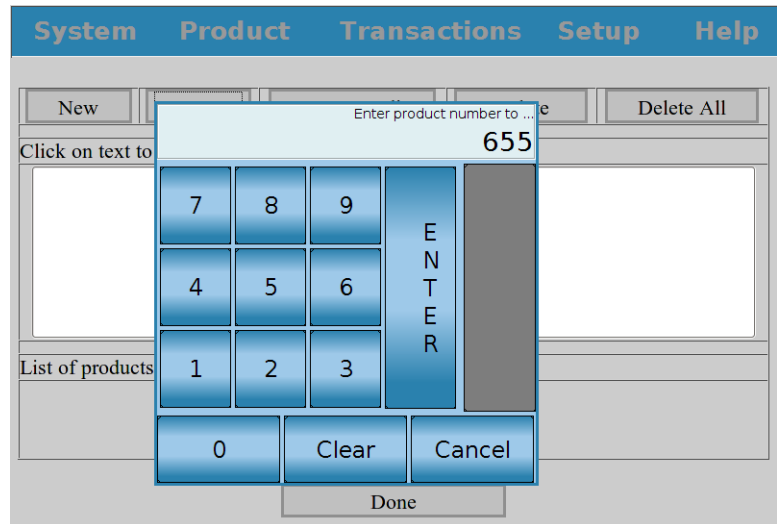 System Product Transactions Setup Help
New Delete All
Enter product number to ...
655
Click on text to
7 8 9
4 5 6
1 2 3
ENTER
List of products
0 Clear Cancel
Done